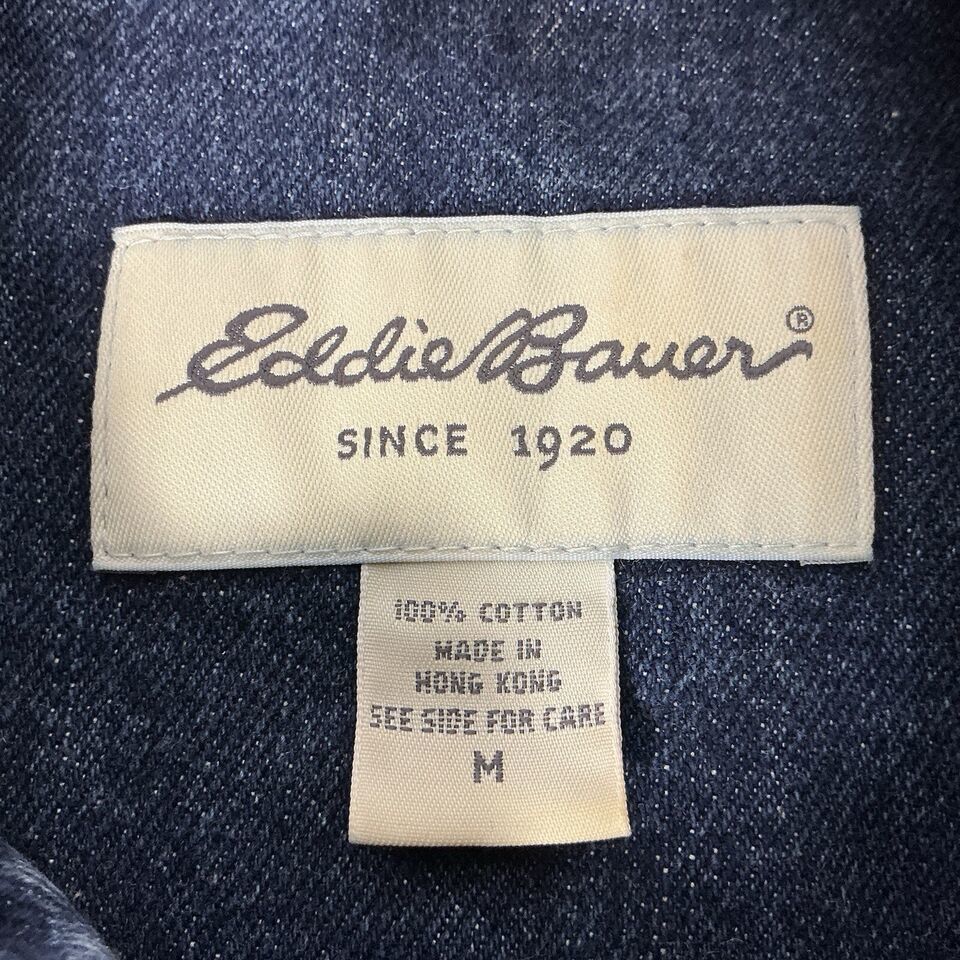 Eddie Bauer®
SINCE 1920
100% COTTON
MADE IN
HONG KONG
SEE SIDE FOR CARE
M